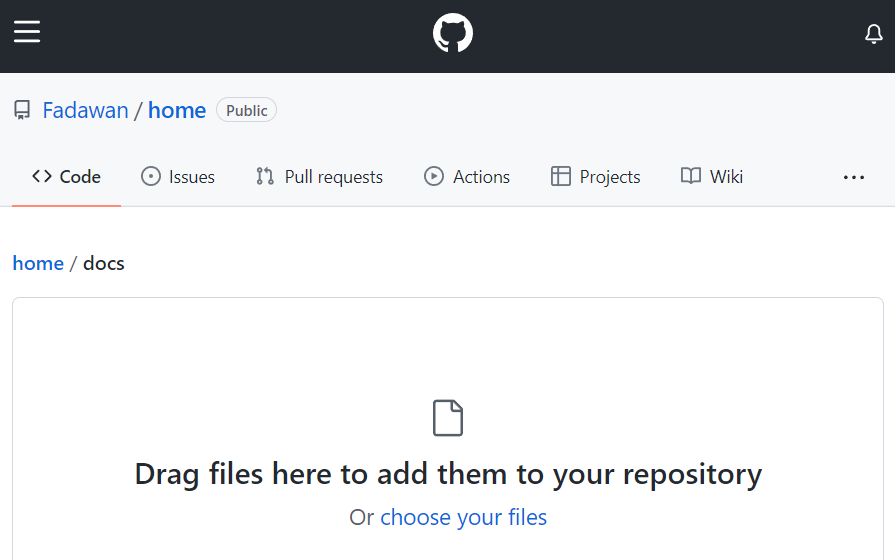 Fadawan / home Public
Code Issues Pull requests Actions Projects Wiki ...
home / docs
Drag files here to add them to your repository
Or choose your files